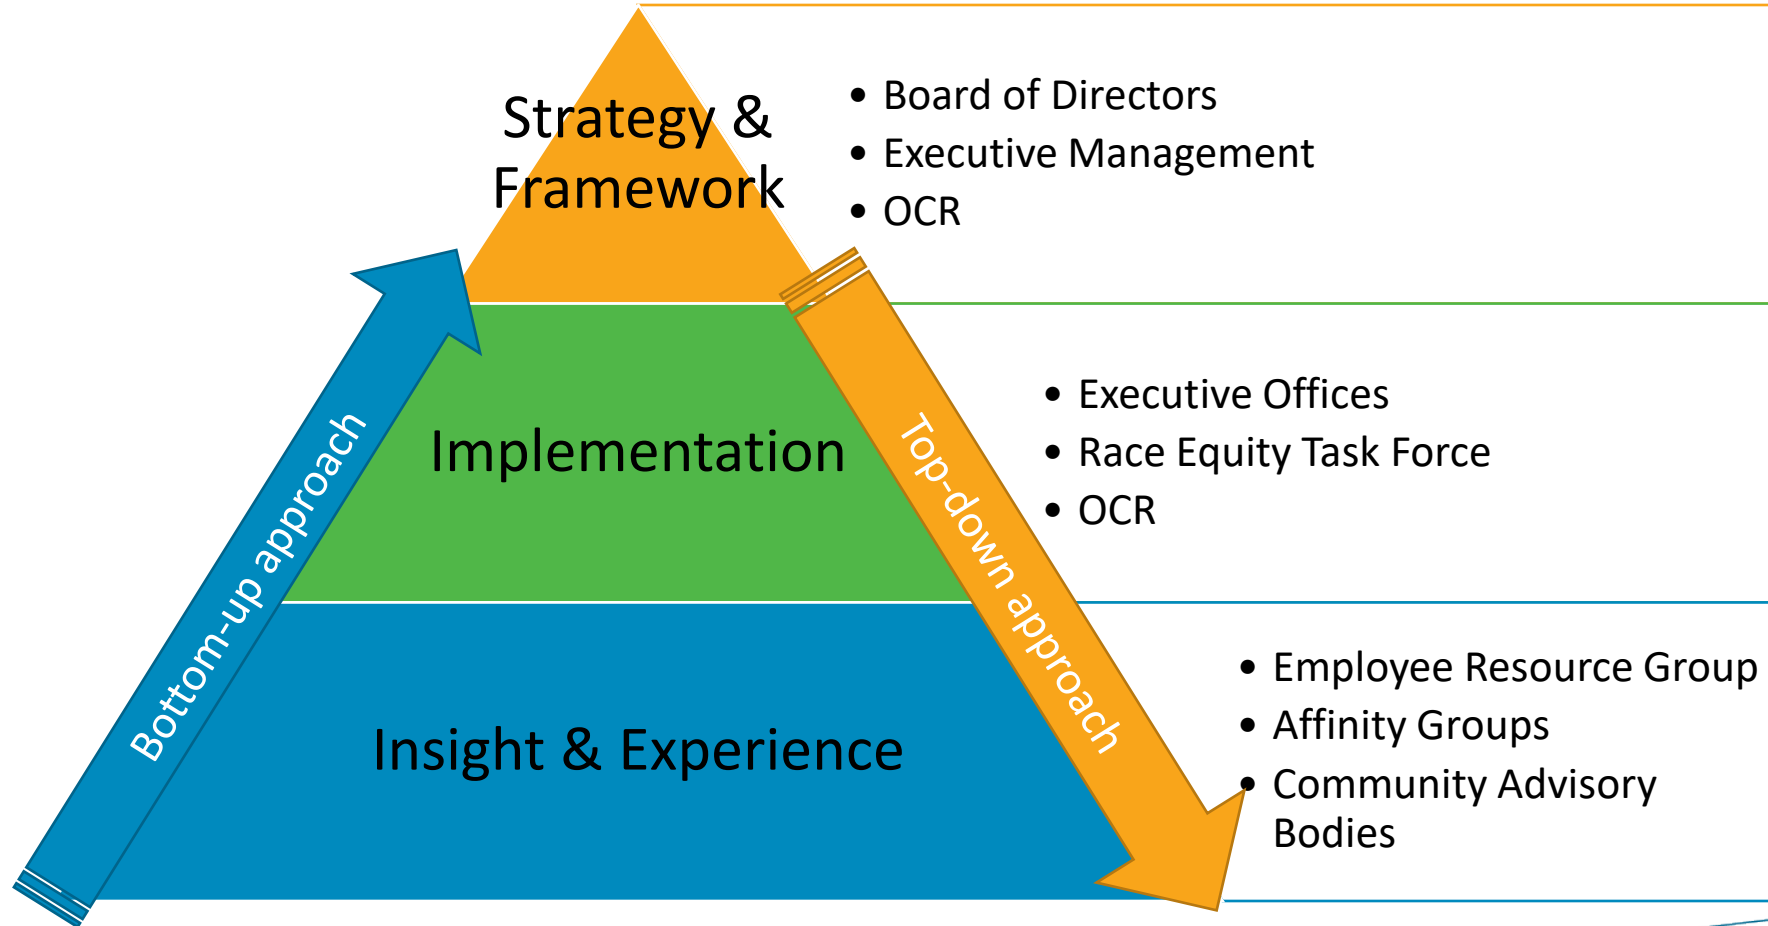 Strategy &
Framework
• Board of Directors
• Executive Management
• OCR
Bottom-up approach
Implementation
Top-down approach
• Executive Offices
• Race Equity Task Force
• OCR
Insight & Experience
• Employee Resource Group
• Affinity Groups
• Community Advisory
Bodies